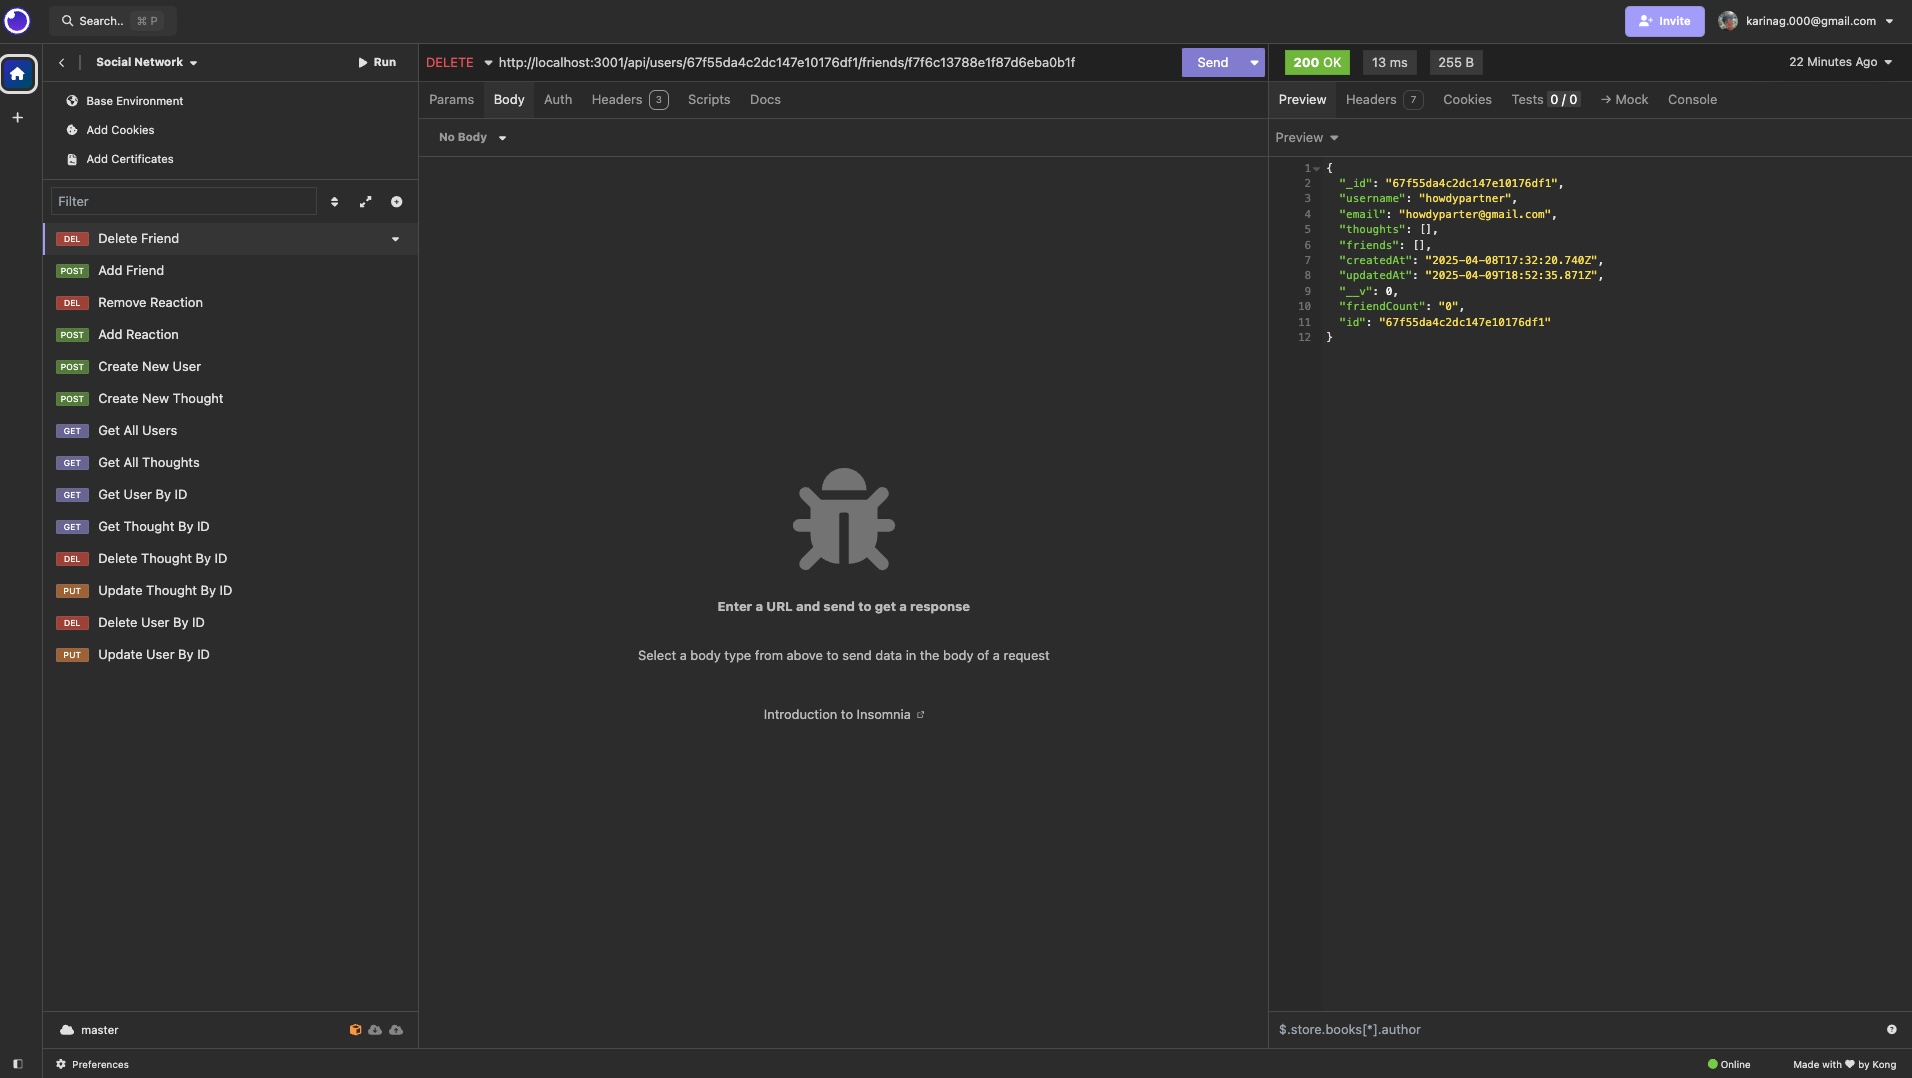 Search.. ⌘ P
Invite
karinag.000@gmail.com
Social Network
Run
Base Environment
Add Cookies
Add Certificates
Filter
DEL Delete Friend
POST Add Friend
DEL Remove Reaction
POST Add Reaction
POST Create New User
POST Create New Thought
GET Get All Users
GET Get All Thoughts
GET Get User By ID
GET Get Thought By ID
DEL Delete Thought By ID
PUT Update Thought By ID
DEL Delete User By ID
PUT Update User By ID
master
Preferences
DELETE http://localhost:3001/api/users/67f55da4c2dc147e10176df1/friends/f7f6c13788e1f87d6eba0b1f Send
Params Body Auth Headers 3 Scripts Docs
No Body
Enter a URL and send to get a response
Select a body type from above to send data in the body of a request
Introduction to Insomnia
200 OK 13 ms 255 B 22 Minutes Ago
Preview Headers 7 Cookies Tests 0 / 0 → Mock Console
Preview
1 {
2 "_id": "67f55da4c2dc147e10176df1",
3 "username": "howdypartner",
4 "email": "howdyparter@gmail.com",
5 "thoughts": [],
6 "friends": [],
7 "createdAt": "2025-04-08T17:32:20.740Z",
8 "updatedAt": "2025-04-09T18:52:35.871Z",
9 "__v": 0,
10 "friendCount": "0",
11 "id": "67f55da4c2dc147e10176df1"
12 }
$.store.books[*].author
Online
Made with ♥ by Kong